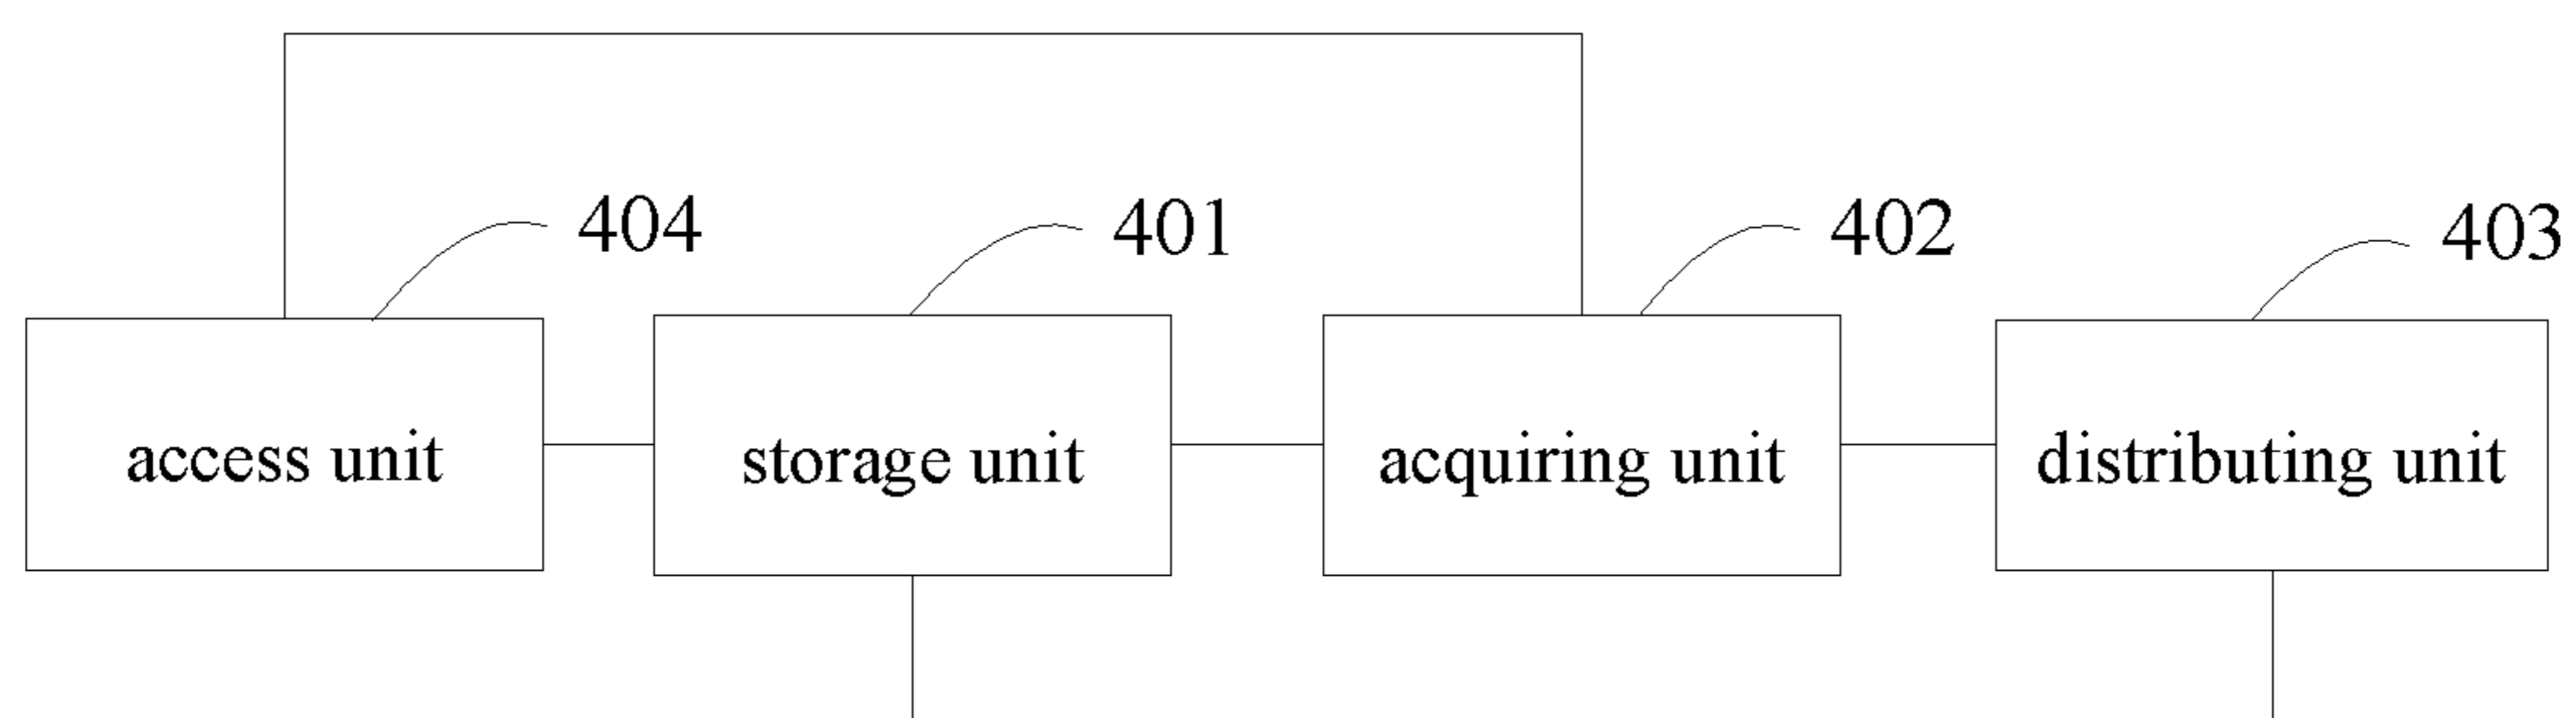 404
401
402
403
access unit
storage unit
acquiring unit
distributing unit